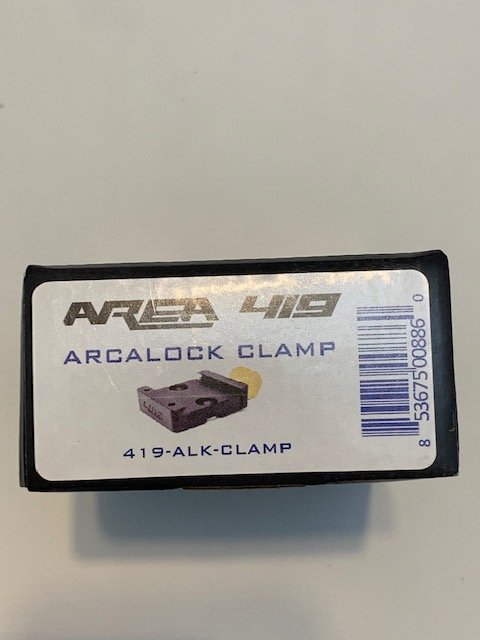 AREA 419
ARCALOCK CLAMP
419-ALK-CLAMP
8 53675 00886 0